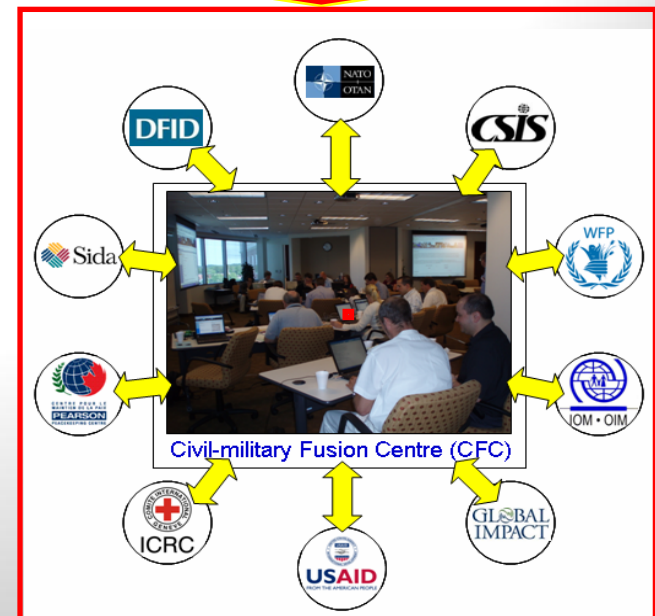 NATO
OTAN
DFID
CSIS
Sida
WFP
CENTRE POUR LE
MAINTIEN DE LA PAIX
PEARSON
PEACEKEEPING CENTRE
IOM • OIM
Civil-military Fusion Centre (CFC)
COMITE INTERNATIONAL
GENEVE
ICRC
GLOBAL
IMPACT
USAID
FROM THE AMERICAN PEOPLE